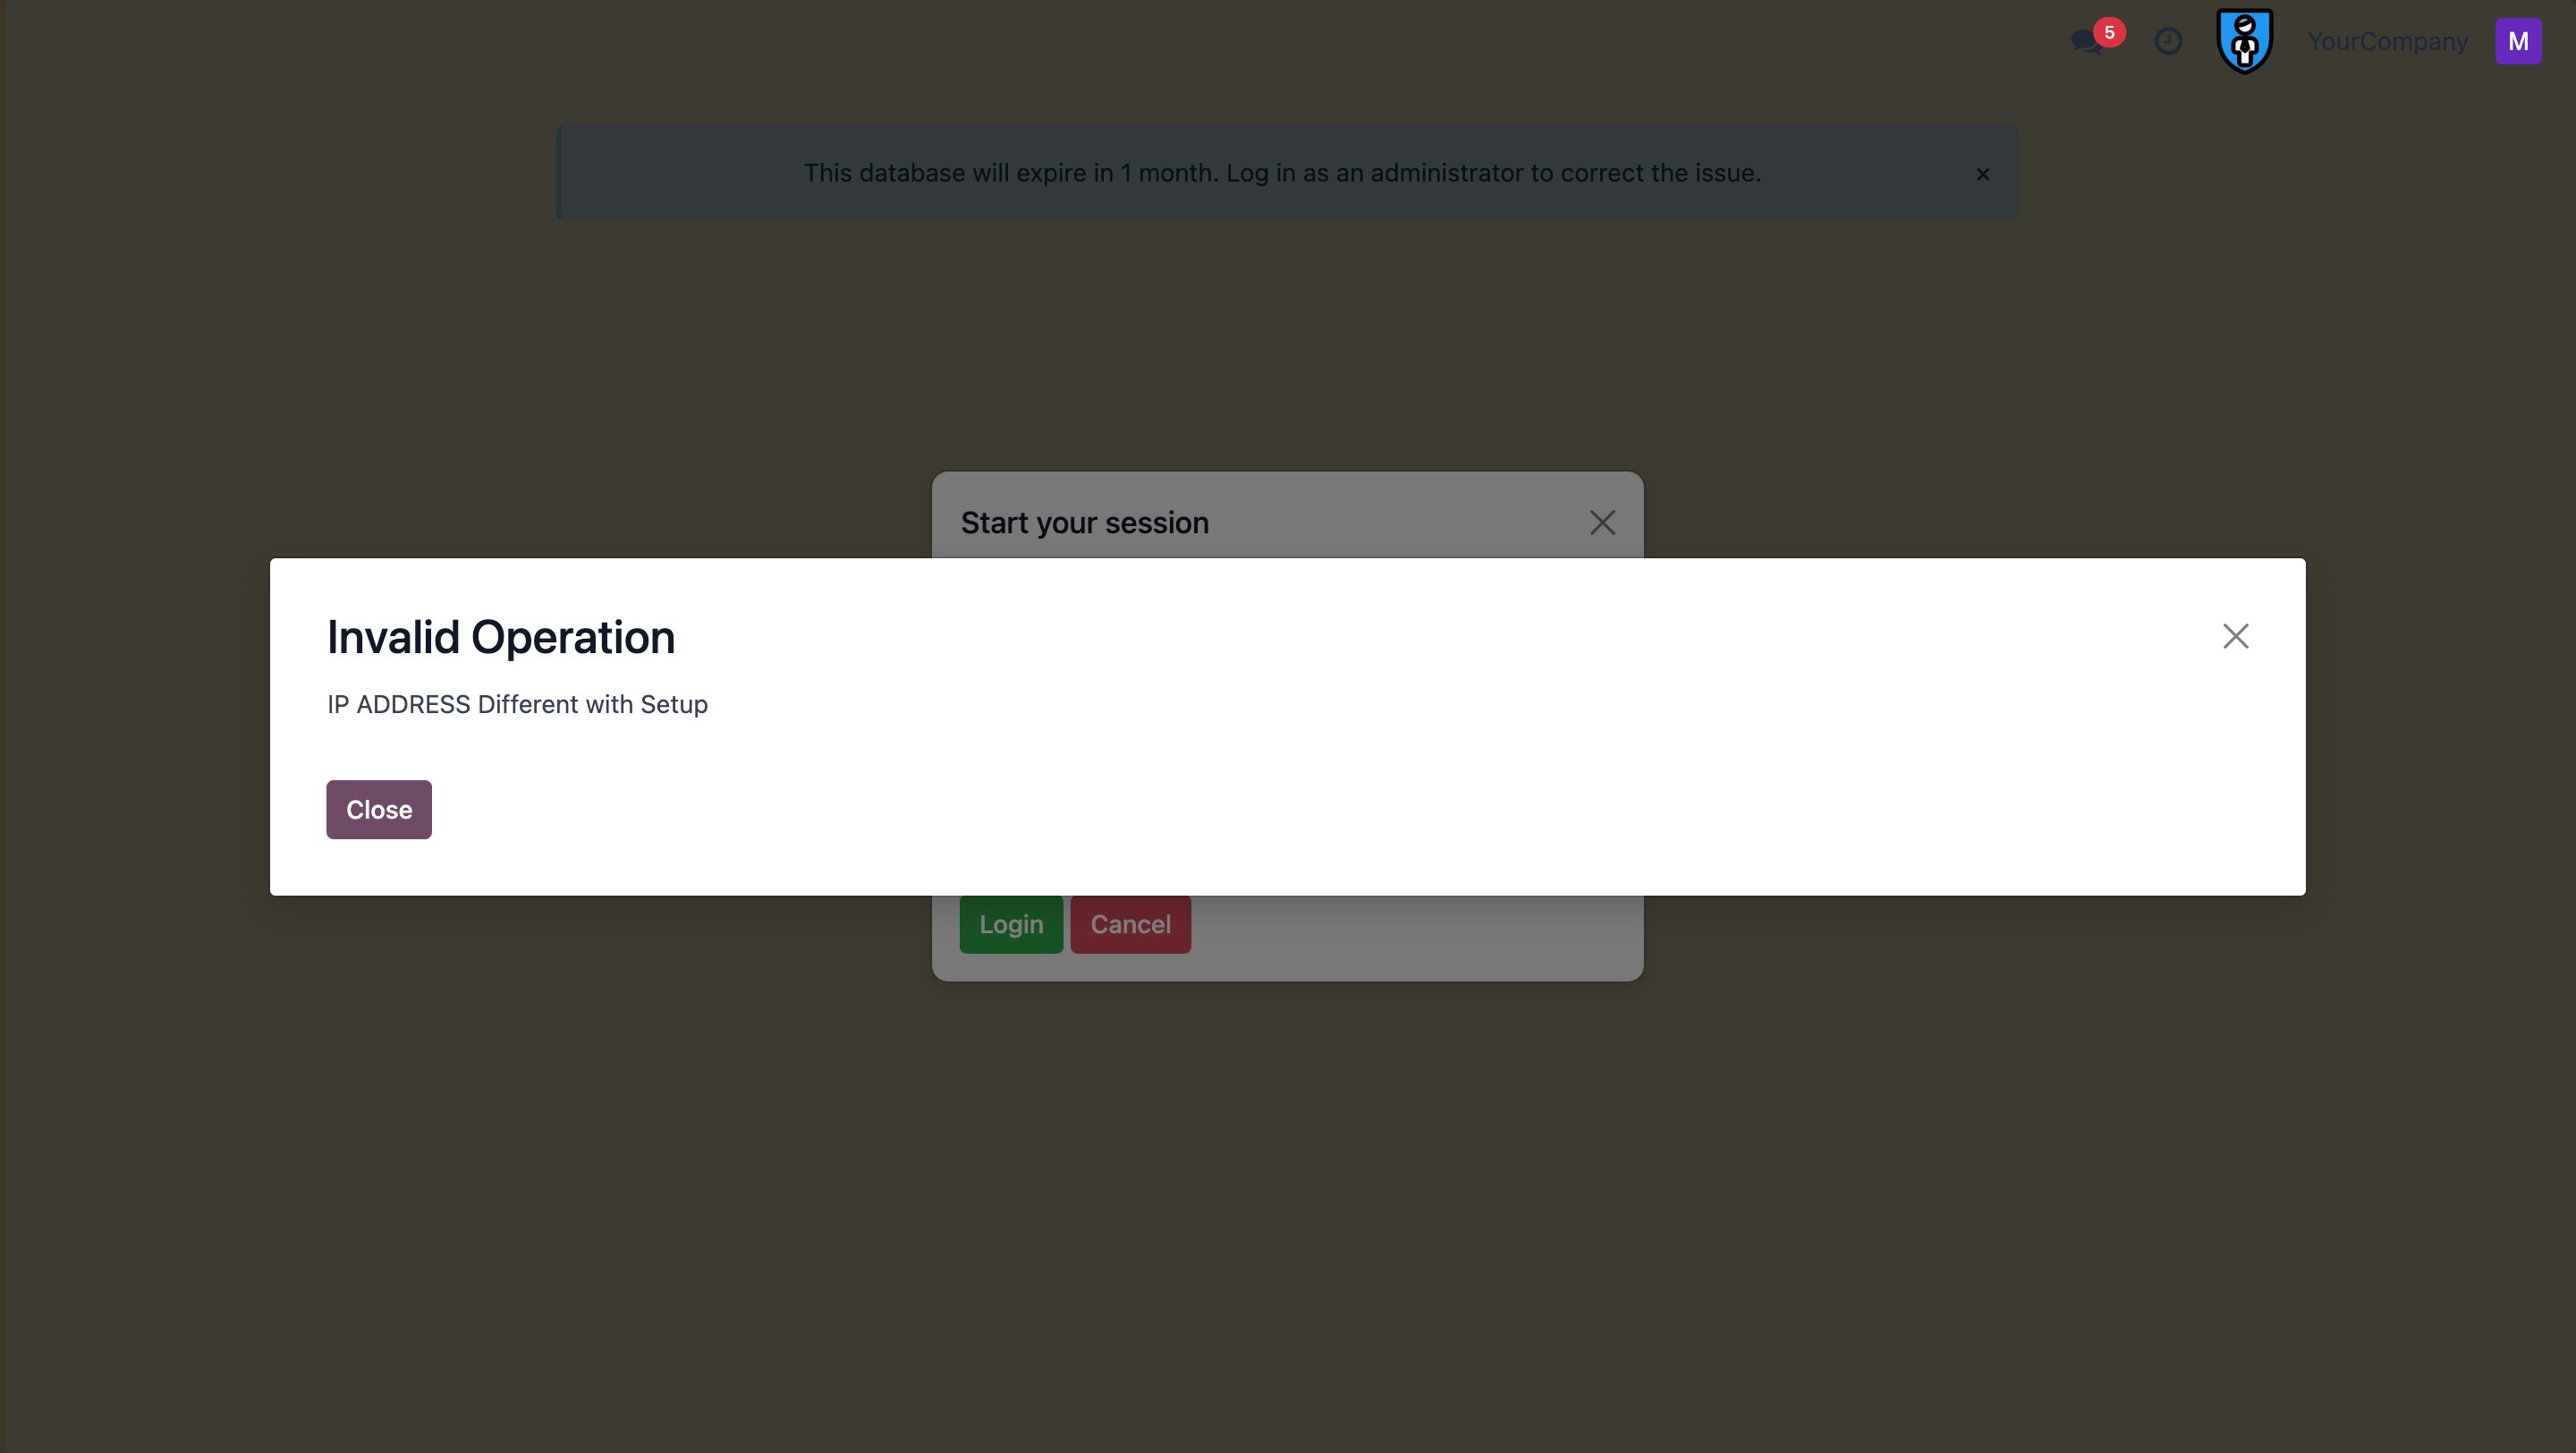 5
YourCompany
M
This database will expire in 1 month. Log in as an administrator to correct the issue.
Start your session
Invalid Operation
IP ADDRESS Different with Setup
Close
Login
Cancel